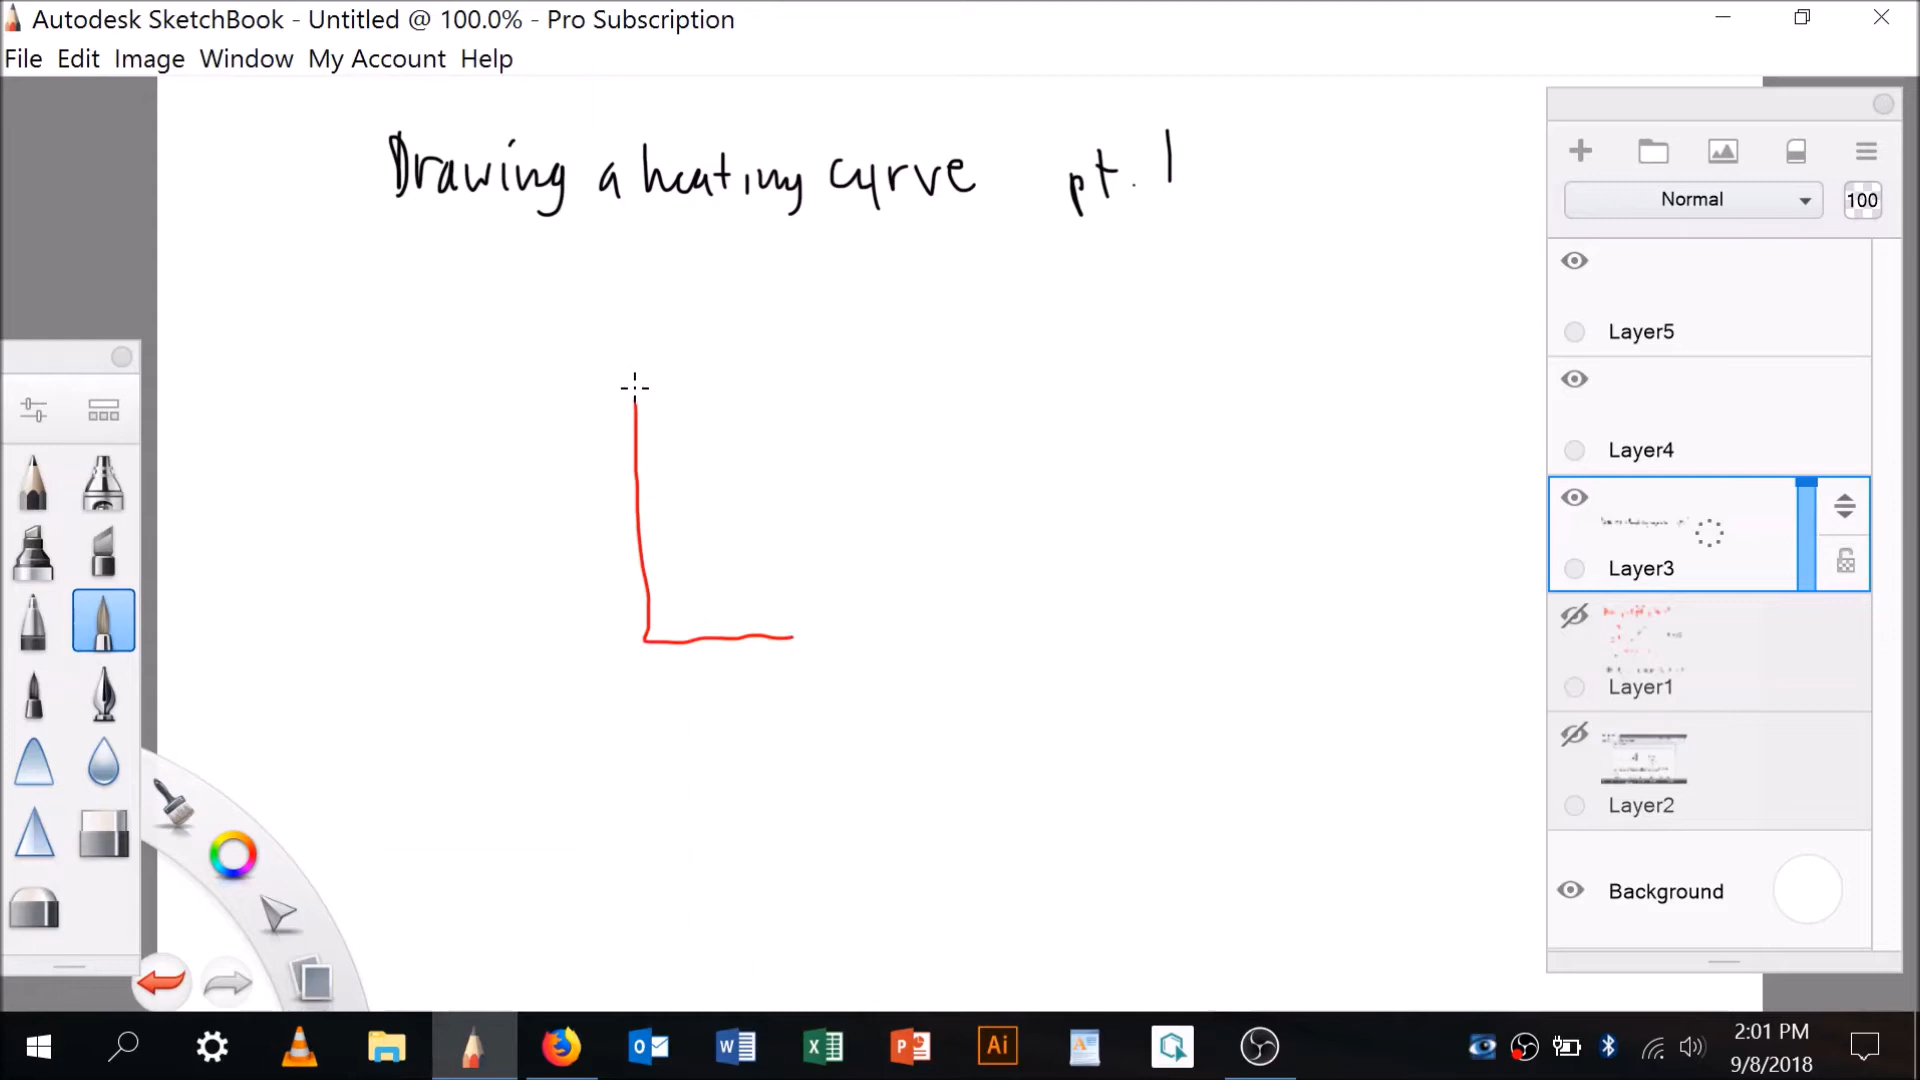 Autodesk SketchBook - Untitled @ 100.0% - Pro Subscription
File Edit Image Window My Account Help
Drawing a heating curve pt. 1
Normal 100
Layer5
Layer4
Layer3
Layer1
Layer2
Background
2:01 PM
9/8/2018